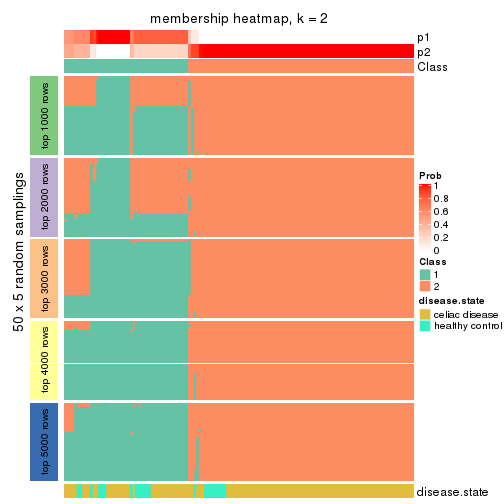 membership heatmap, k = 2
p1
p2
Class
50 x 5 random samplings
top 1000 rows
top 2000 rows
top 3000 rows
top 4000 rows
top 5000 rows
Prob
1
0.8
0.6
0.4
0.2
0
Class
1
2
disease.state
celiac disease
healthy control
disease.state